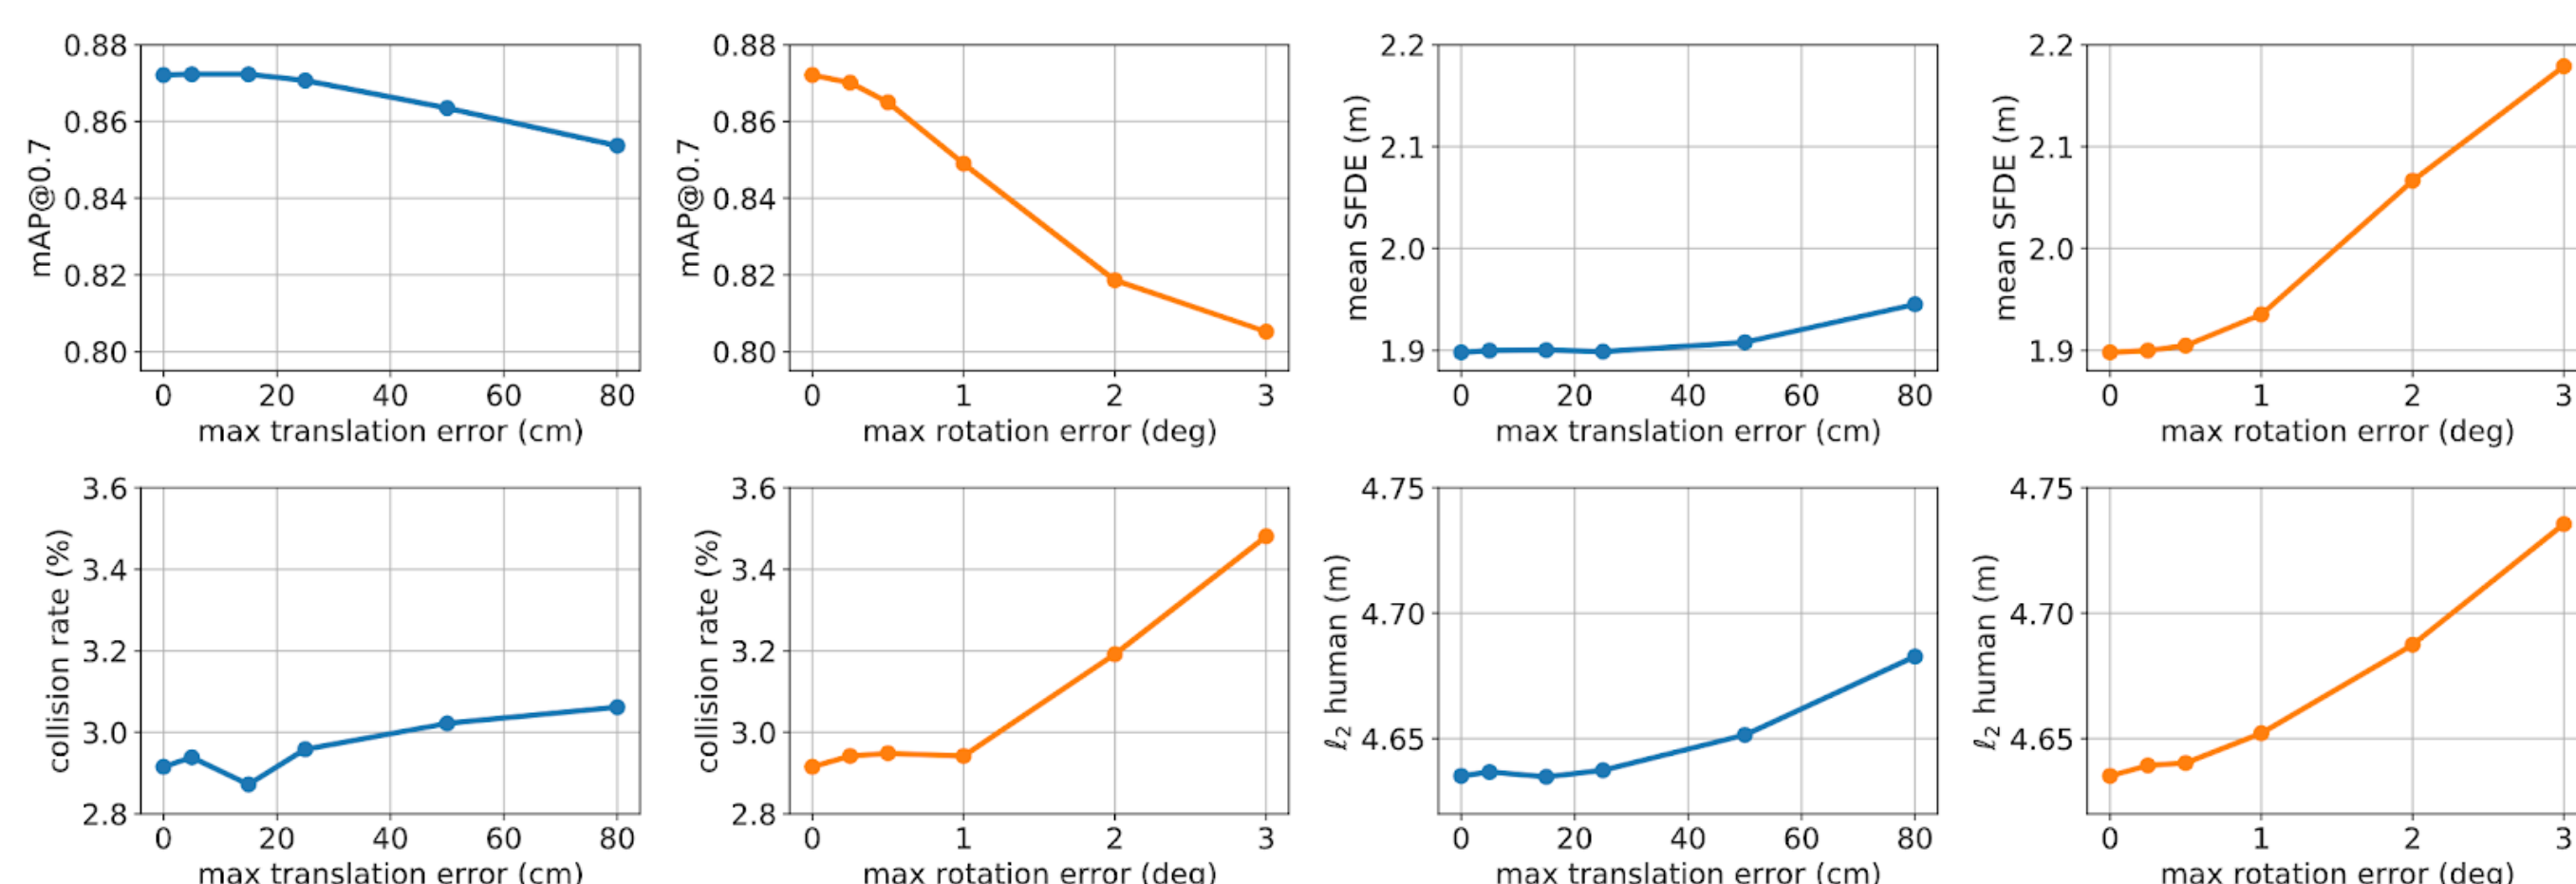 0.88
0.86
0.84
0.82
0.80
mAP@0.7
0 20 40 60 80
max translation error (cm)
0.88
0.86
0.84
0.82
0.80
mAP@0.7
0 1 2 3
max rotation error (deg)
2.2
2.1
2.0
1.9
mean SFDE (m)
0 20 40 60 80
max translation error (cm)
2.2
2.1
2.0
1.9
mean SFDE (m)
0 1 2 3
max rotation error (deg)
3.6
3.4
3.2
3.0
2.8
collision rate (%)
0 20 40 60 80
max translation error (cm)
3.6
3.4
3.2
3.0
2.8
collision rate (%)
0 1 2 3
max rotation error (deg)
4.75
4.70
4.65
ℓ₂ human (m)
0 20 40 60 80
max translation error (cm)
4.75
4.70
4.65
ℓ₂ human (m)
0 1 2 3
max rotation error (deg)